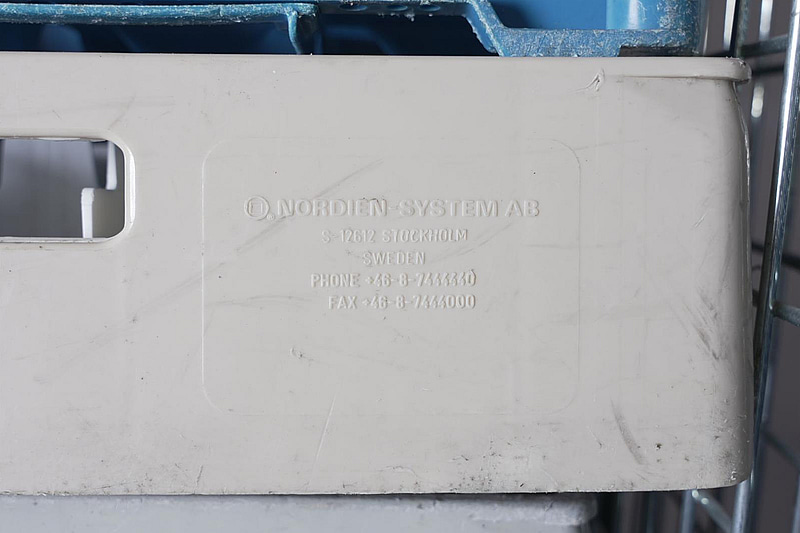 © NORDIEN-SYSTEM AB
S-12612 STOCKHOLM
SWEDEN
PHONE +46-8-7444440
FAX +46-8-7444000